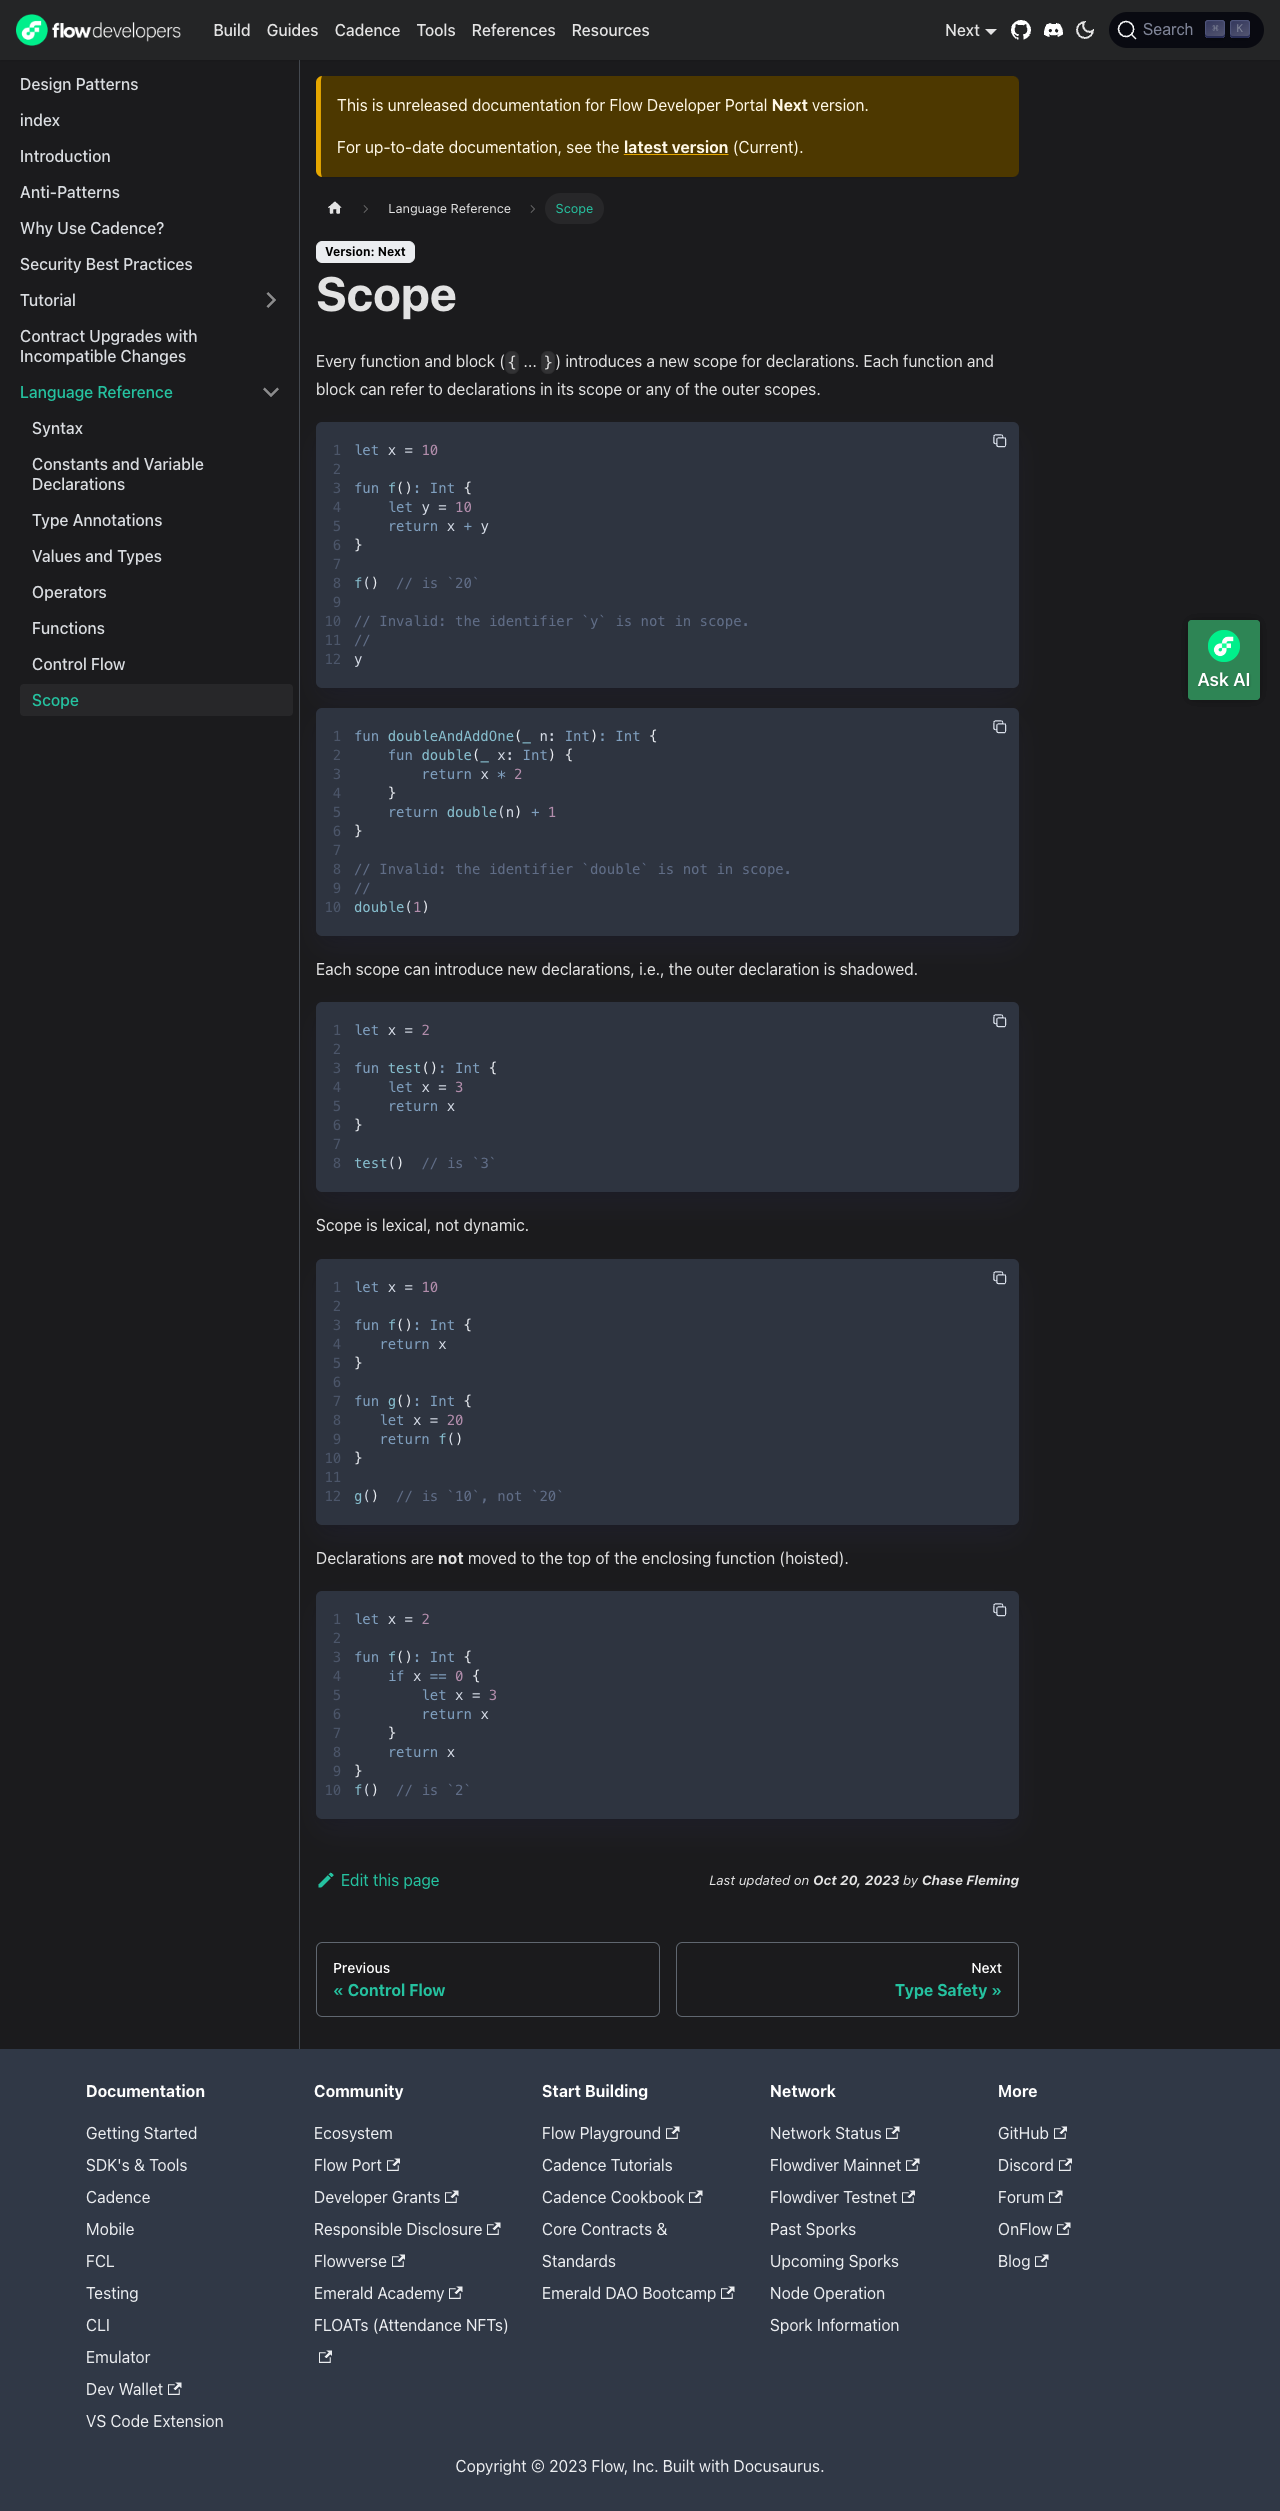 flowdevelopers
Build Guides Cadence Tools References Resources
Next
Search ⌘ K
Design Patterns
index
Introduction
Anti-Patterns
Why Use Cadence?
Security Best Practices
Tutorial
Contract Upgrades with
Incompatible Changes
Language Reference
Syntax
Constants and Variable
Declarations
Type Annotations
Values and Types
Operators
Functions
Control Flow
Scope
This is unreleased documentation for Flow Developer Portal Next version.
For up-to-date documentation, see the latest version (Current).
Language Reference
Scope
Version: Next
Scope
Every function and block ({ ... }) introduces a new scope for declarations. Each function and
block can refer to declarations in its scope or any of the outer scopes.
1 let x = 10
2
3 fun f(): Int {
4     let y = 10
5     return x + y
6 }
7
8 f()  // is `20`
9
10 // Invalid: the identifier `y` is not in scope.
11 //
12 y
1 fun doubleAndAddOne(_ n: Int): Int {
2     fun double(_ x: Int) {
3         return x * 2
4     }
5     return double(n) + 1
6 }
7
8 // Invalid: the identifier `double` is not in scope.
9 //
10 double(1)
Each scope can introduce new declarations, i.e., the outer declaration is shadowed.
1 let x = 2
2
3 fun test(): Int {
4     let x = 3
5     return x
6 }
7
8 test()  // is `3`
Scope is lexical, not dynamic.
1 let x = 10
2
3 fun f(): Int {
4    return x
5 }
6
7 fun g(): Int {
8    let x = 20
9    return f()
10 }
11
12 g()  // is `10`, not `20`
Declarations are not moved to the top of the enclosing function (hoisted).
1 let x = 2
2
3 fun f(): Int {
4     if x == 0 {
5         let x = 3
6         return x
7     }
8     return x
9 }
10 f()  // is `2`
Edit this page
Last updated on Oct 20, 2023 by Chase Fleming
Previous
« Control Flow
Next
Type Safety »
Ask AI
Documentation
Getting Started
SDK's & Tools
Cadence
Mobile
FCL
Testing
CLI
Emulator
Dev Wallet
VS Code Extension
Community
Ecosystem
Flow Port
Developer Grants
Responsible Disclosure
Flowverse
Emerald Academy
FLOATs (Attendance NFTs)
Start Building
Flow Playground
Cadence Tutorials
Cadence Cookbook
Core Contracts &
Standards
Emerald DAO Bootcamp
Network
Network Status
Flowdiver Mainnet
Flowdiver Testnet
Past Sporks
Upcoming Sporks
Node Operation
Spork Information
More
GitHub
Discord
Forum
OnFlow
Blog
Copyright © 2023 Flow, Inc. Built with Docusaurus.